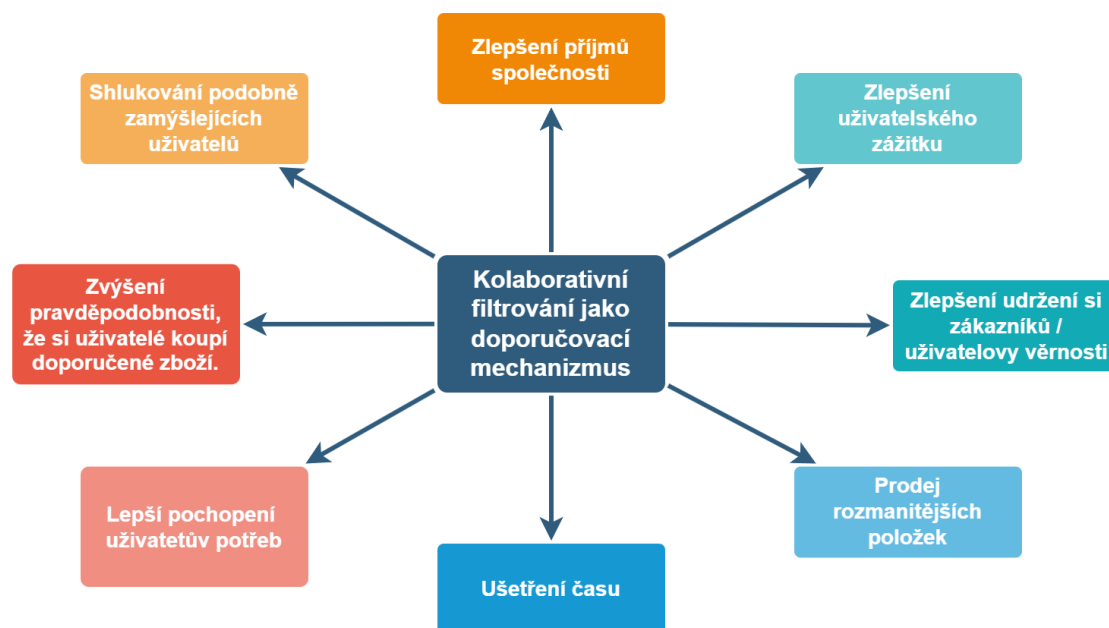 Zlepšení příjmů
společnosti
Shlukování podobně
zamýšlejících
uživatelů
Zlepšení
uživatelského
zážitku
Kolaborativní
filtrování jako
doporučovací
mechanizmus
Zvýšení
pravděpodobnosti,
že si uživatelé koupí
doporučené zboží.
Zlepšení udržení si
zákazníků /
uživatelovy věrnosti
Lepší pochopení
uživatetův potřeb
Prodej
rozmanitějších
položek
Ušetření času